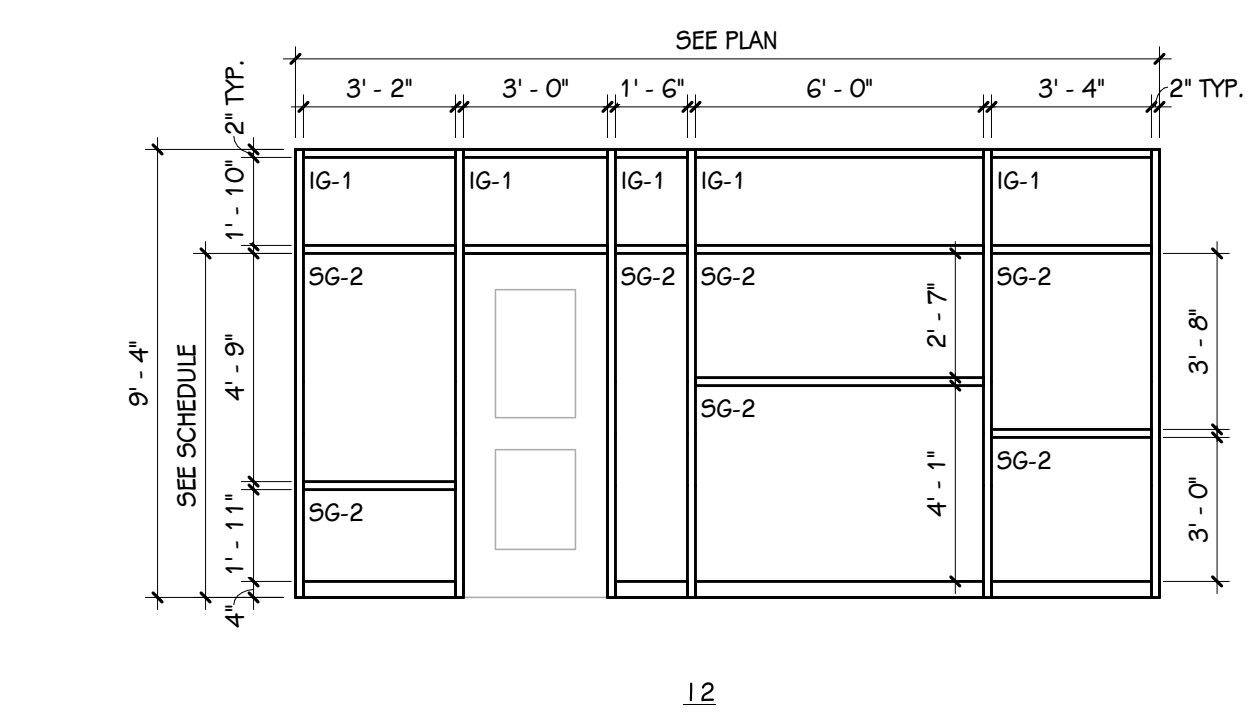 SEE PLAN
3' - 2"
3' - 0"
1' - 6"
6' - 0"
3' - 4"
2" TYP.
2" TYP.
1' - 10"
IG-1
IG-1
IG-1
IG-1
IG-1
SG-2
SG-2
SG-2
SG-2
9' - 4"
SEE SCHEDULE
4' - 9"
2' - 7"
3' - 8"
SG-2
SG-2
SG-2
1' - 11"
4' - 1"
3' - 0"
4"
12